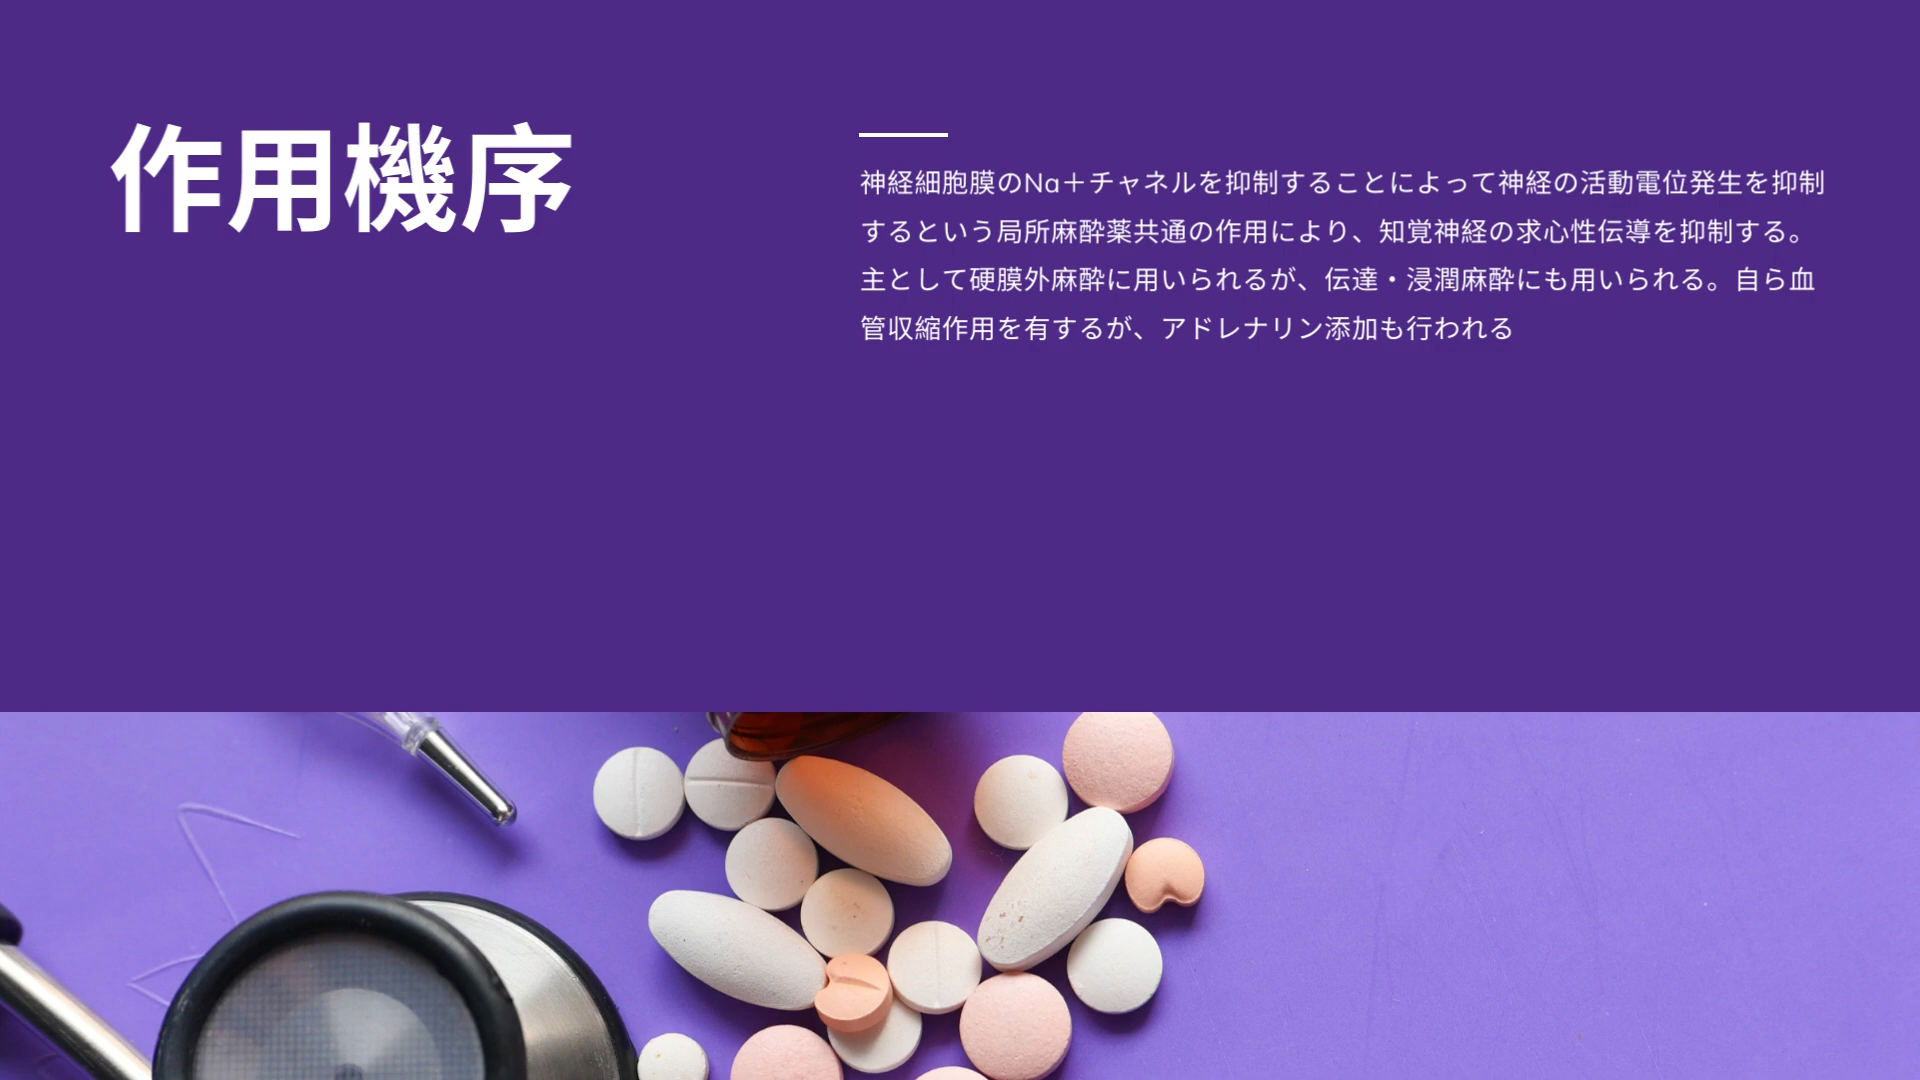 作用機序
神経細胞膜のNa＋チャネルを抑制することによって神経の活動電位発生を抑制
するという局所麻酔薬共通の作用により、知覚神経の求心性伝導を抑制する。
主として硬膜外麻酔に用いられるが、伝達・浸潤麻酔にも用いられる。自ら血
管収縮作用を有するが、アドレナリン添加も行われる